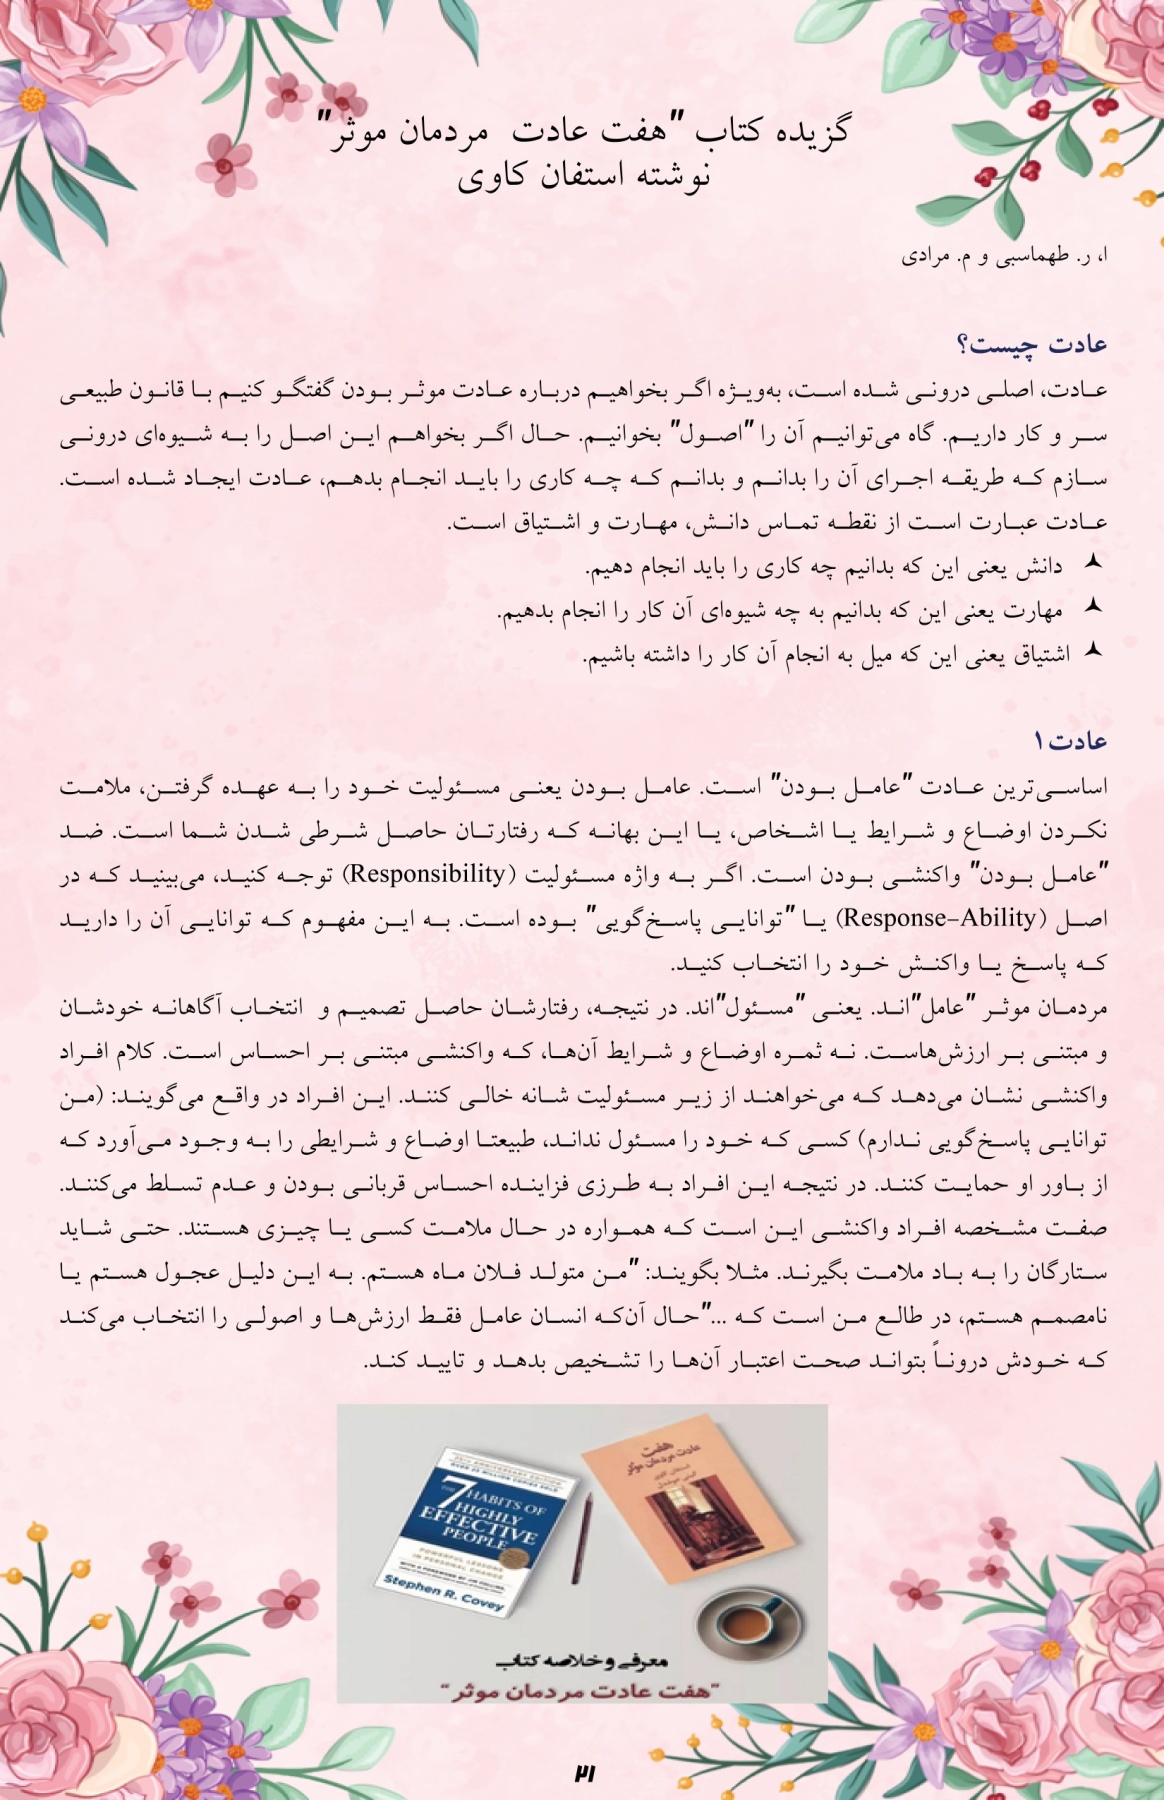 گزیده کتاب "هفت عادت مردمان موثر"
نوشته استفان کاوی
ا، ر. طهماسبی و م. مرادی
عادت چیست؟
عادت، اصلی درونی شده است، به‌ویژه اگر بخواهیم درباره عادت موثر بودن گفتگو کنیم با قانون طبیعی
سر و کار داریم. گاه می‌توانیم آن را "اصول" بخوانیم. حال اگر بخواهم این اصل را به شیوه‌ای درونی
سازم که طریقه اجرای آن را بدانم و بدانم که چه کاری را باید انجام بدهم، عادت ایجاد شده است.
عادت عبارت است از نقطه تماس دانش، مهارت و اشتیاق است.
دانش یعنی این که بدانیم چه کاری را باید انجام دهیم.
مهارت یعنی این که بدانیم به چه شیوه‌ای آن کار را انجام بدهیم.
اشتیاق یعنی این که میل به انجام آن کار را داشته باشیم.
عادت ۱
اساسی‌ترین عادت "عامل بودن" است. عامل بودن یعنی مسئولیت خود را به عهده گرفتن، ملامت
نکردن اوضاع و شرایط یا اشخاص، یا این بهانه که رفتارتان حاصل شرطی شدن شما است. ضد
"عامل بودن" واکنشی بودن است. اگر به واژه مسئولیت (Responsibility) توجه کنید، می‌بینید که در
اصل (Response-Ability) یا "توانایی پاسخ‌گویی" بوده است. به این مفهوم که توانایی آن را دارید
که پاسخ یا واکنش خود را انتخاب کنید.
مردمان موثر "عامل"اند. یعنی "مسئول"اند. در نتیجه، رفتارشان حاصل تصمیم و انتخاب آگاهانه خودشان
و مبتنی بر ارزش‌هاست. نه ثمره اوضاع و شرایط آن‌ها، که واکنشی مبتنی بر احساس است. کلام افراد
واکنشی نشان می‌دهد که می‌خواهند از زیر مسئولیت شانه خالی کنند. این افراد در واقع می‌گویند: (من
توانایی پاسخ‌گویی ندارم) کسی که خود را مسئول نداند، طبیعتا اوضاع و شرایطی را به وجود می‌آورد که
از باور او حمایت کنند. در نتیجه این افراد به طرزی فزاینده احساس قربانی بودن و عدم تسلط می‌کنند.
صفت مشخصه افراد واکنشی این است که همواره در حال ملامت کسی یا چیزی هستند. حتی شاید
ستارگان را به باد ملامت بگیرند. مثلا بگویند: "من متولد فلان ماه هستم. به این دلیل عجول هستم یا
نامصمم هستم، در طالع من است که ..."حال آن‌که انسان عامل فقط ارزش‌ها و اصولی را انتخاب می‌کند
که خودش دروناً بتواند صحت اعتبار آن‌ها را تشخیص بدهد و تایید کند.
هفت
عادت مردمان موثر
استفان کاوی
THE 7 HABITS OF
HIGHLY
EFFECTIVE
PEOPLE
POWERFUL LESSONS
IN PERSONAL CHANGE
Stephen R. Covey
معرفی و خلاصه کتاب
"هفت عادت مردمان موثر"
۲۱